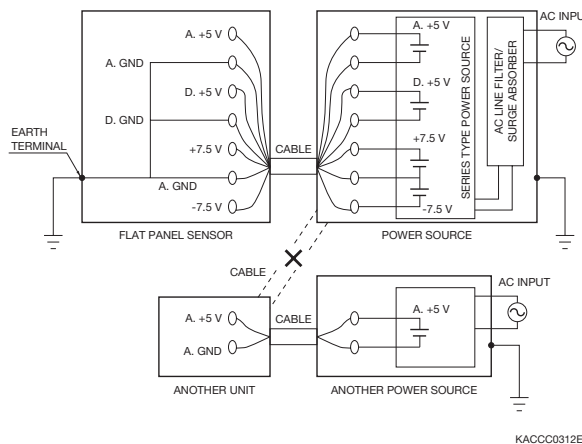 AC INPUT
A. +5 V
A. GND
D. +5 V
D. GND
+7.5 V
A. GND
-7.5 V
EARTH
TERMINAL
CABLE
A. +5 V
D. +5 V
+7.5 V
-7.5 V
SERIES TYPE POWER SOURCE
AC LINE FILTER/
SURGE ABSORBER
FLAT PANEL SENSOR
POWER SOURCE
CABLE
AC INPUT
A. +5 V
A. GND
CABLE
A. +5 V
ANOTHER UNIT
ANOTHER POWER SOURCE
KACCC0312E